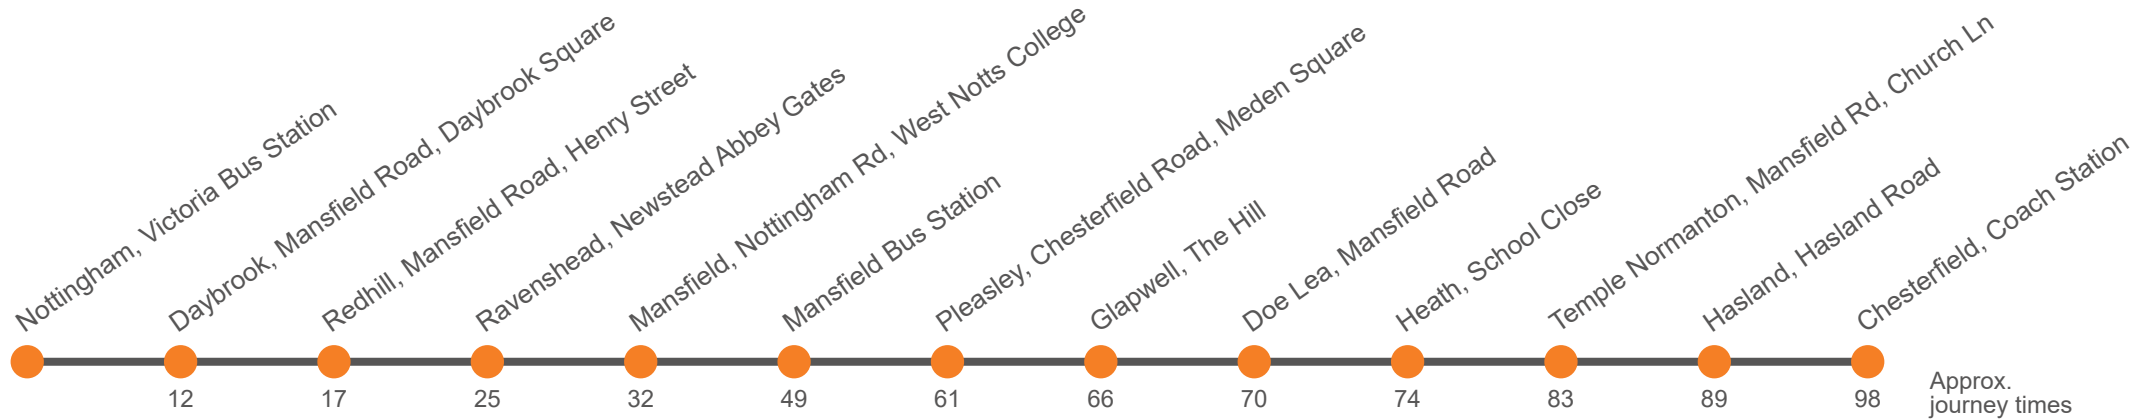 Nottingham, Victoria Bus Station
Daybrook, Mansfield Road, Daybrook Square
Redhill, Mansfield Road, Henry Street
Ravenshead, Newstead Abbey Gates
Mansfield, Nottingham Rd, West Notts College
Mansfield Bus Station
Pleasley, Chesterfield Road, Meden Square
Glapwell, The Hill
Doe Lea, Mansfield Road
Heath, School Close
Temple Normanton, Mansfield Rd, Church Ln
Hasland, Hasland Road
Chesterfield, Coach Station
12 17 25 32 49 61 66 70 74 83 89 98
Approx.
journey times